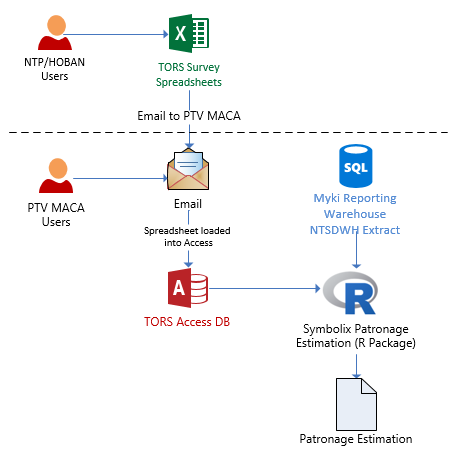 X
NTP/HOBAN
Users
TORS Survey
Spreadsheets
Email to PTV MACA
PTV MACA
Users
Email
SQL
Myki Reporting
Warehouse
NTSDWH Extract
Spreadsheet loaded
into Access
A
TORS Access DB
R
Symbolix Patronage
Estimation (R Package)
Patronage Estimation